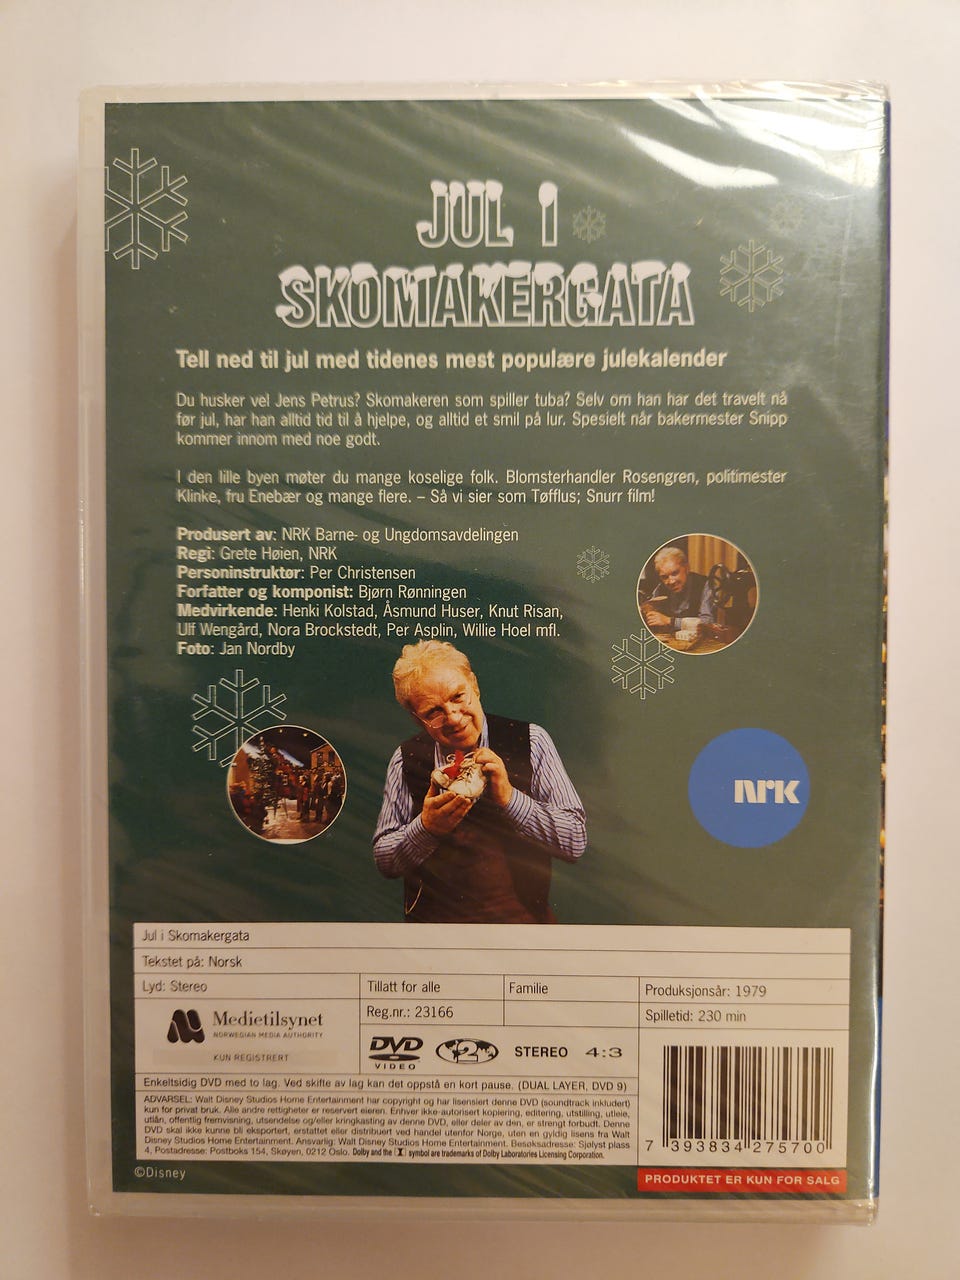 JUL I
SKOMAKERGATA
Tell ned til jul med tidenes mest populære julekalender
Du husker vel Jens Petrus? Skomakeren som spiller tuba? Selv om han har det travelt nå
før jul, har han alltid tid til å hjelpe, og alltid et smil på lur. Spesielt når bakermester Snipp
kommer innom med noe godt.
I den lille byen møter du mange koselige folk. Blomsterhandler Rosengren, politimester
Klinke, fru Enebær og mange flere. – Så vi sier som Tøfflus; Snurr film!
Produsert av: NRK Barne- og Ungdomsavdelingen
Regi: Grete Høien, NRK
Personinstruktør: Per Christensen
Forfatter og komponist: Bjørn Rønningen
Medvirkende: Henki Kolstad, Åsmund Huser, Knut Risan,
Ulf Wengård, Nora Brockstedt, Per Asplin, Willie Hoel mfl.
Foto: Jan Nordby
NRK
Jul i Skomakergata
Tekstet på: Norsk
Lyd: Stereo
Tillatt for alle
Familie
Produksjonsår: 1979
Reg.nr.: 23166
Spilletid: 230 min
Medietilsynet
NORWEGIAN MEDIA AUTHORITY
KUN REGISTRERT
DVD
VIDEO
2
STEREO
4:3
Enkeltsidig DVD med to lag. Ved skifte av lag kan det oppstå en kort pause. (DUAL LAYER, DVD 9)
ADVARSEL: Walt Disney Studios Home Entertainment har copyright og har lisensiert denne DVD (soundtrack inkludert)
kun for privat bruk. Alle andre rettigheter er reservert eieren. Enhver ikke-autorisert kopiering, editering, utstilling, utleie,
utlån, offentlig fremvisning, utsendelse og/eller kringkasting av denne DVD, eller deler av den, er strengt forbudt. Denne
DVD skal ikke kunne bli eksportert, erstattet eller distribuert ved handel utenfor Norge, uten en gyldig lisens fra Walt
Disney Studios Home Entertainment. Ansvarlig: Walt Disney Studios Home Entertainment. Besøksadresse: Sjølyst plass
4, Postadresse: Postboks 154, Skøyen, 0212 Oslo. Dolby and the symbol are trademarks of Dolby Laboratories Licensing Corporation.
7 393834 275700
©Disney
PRODUKTET ER KUN FOR SALG